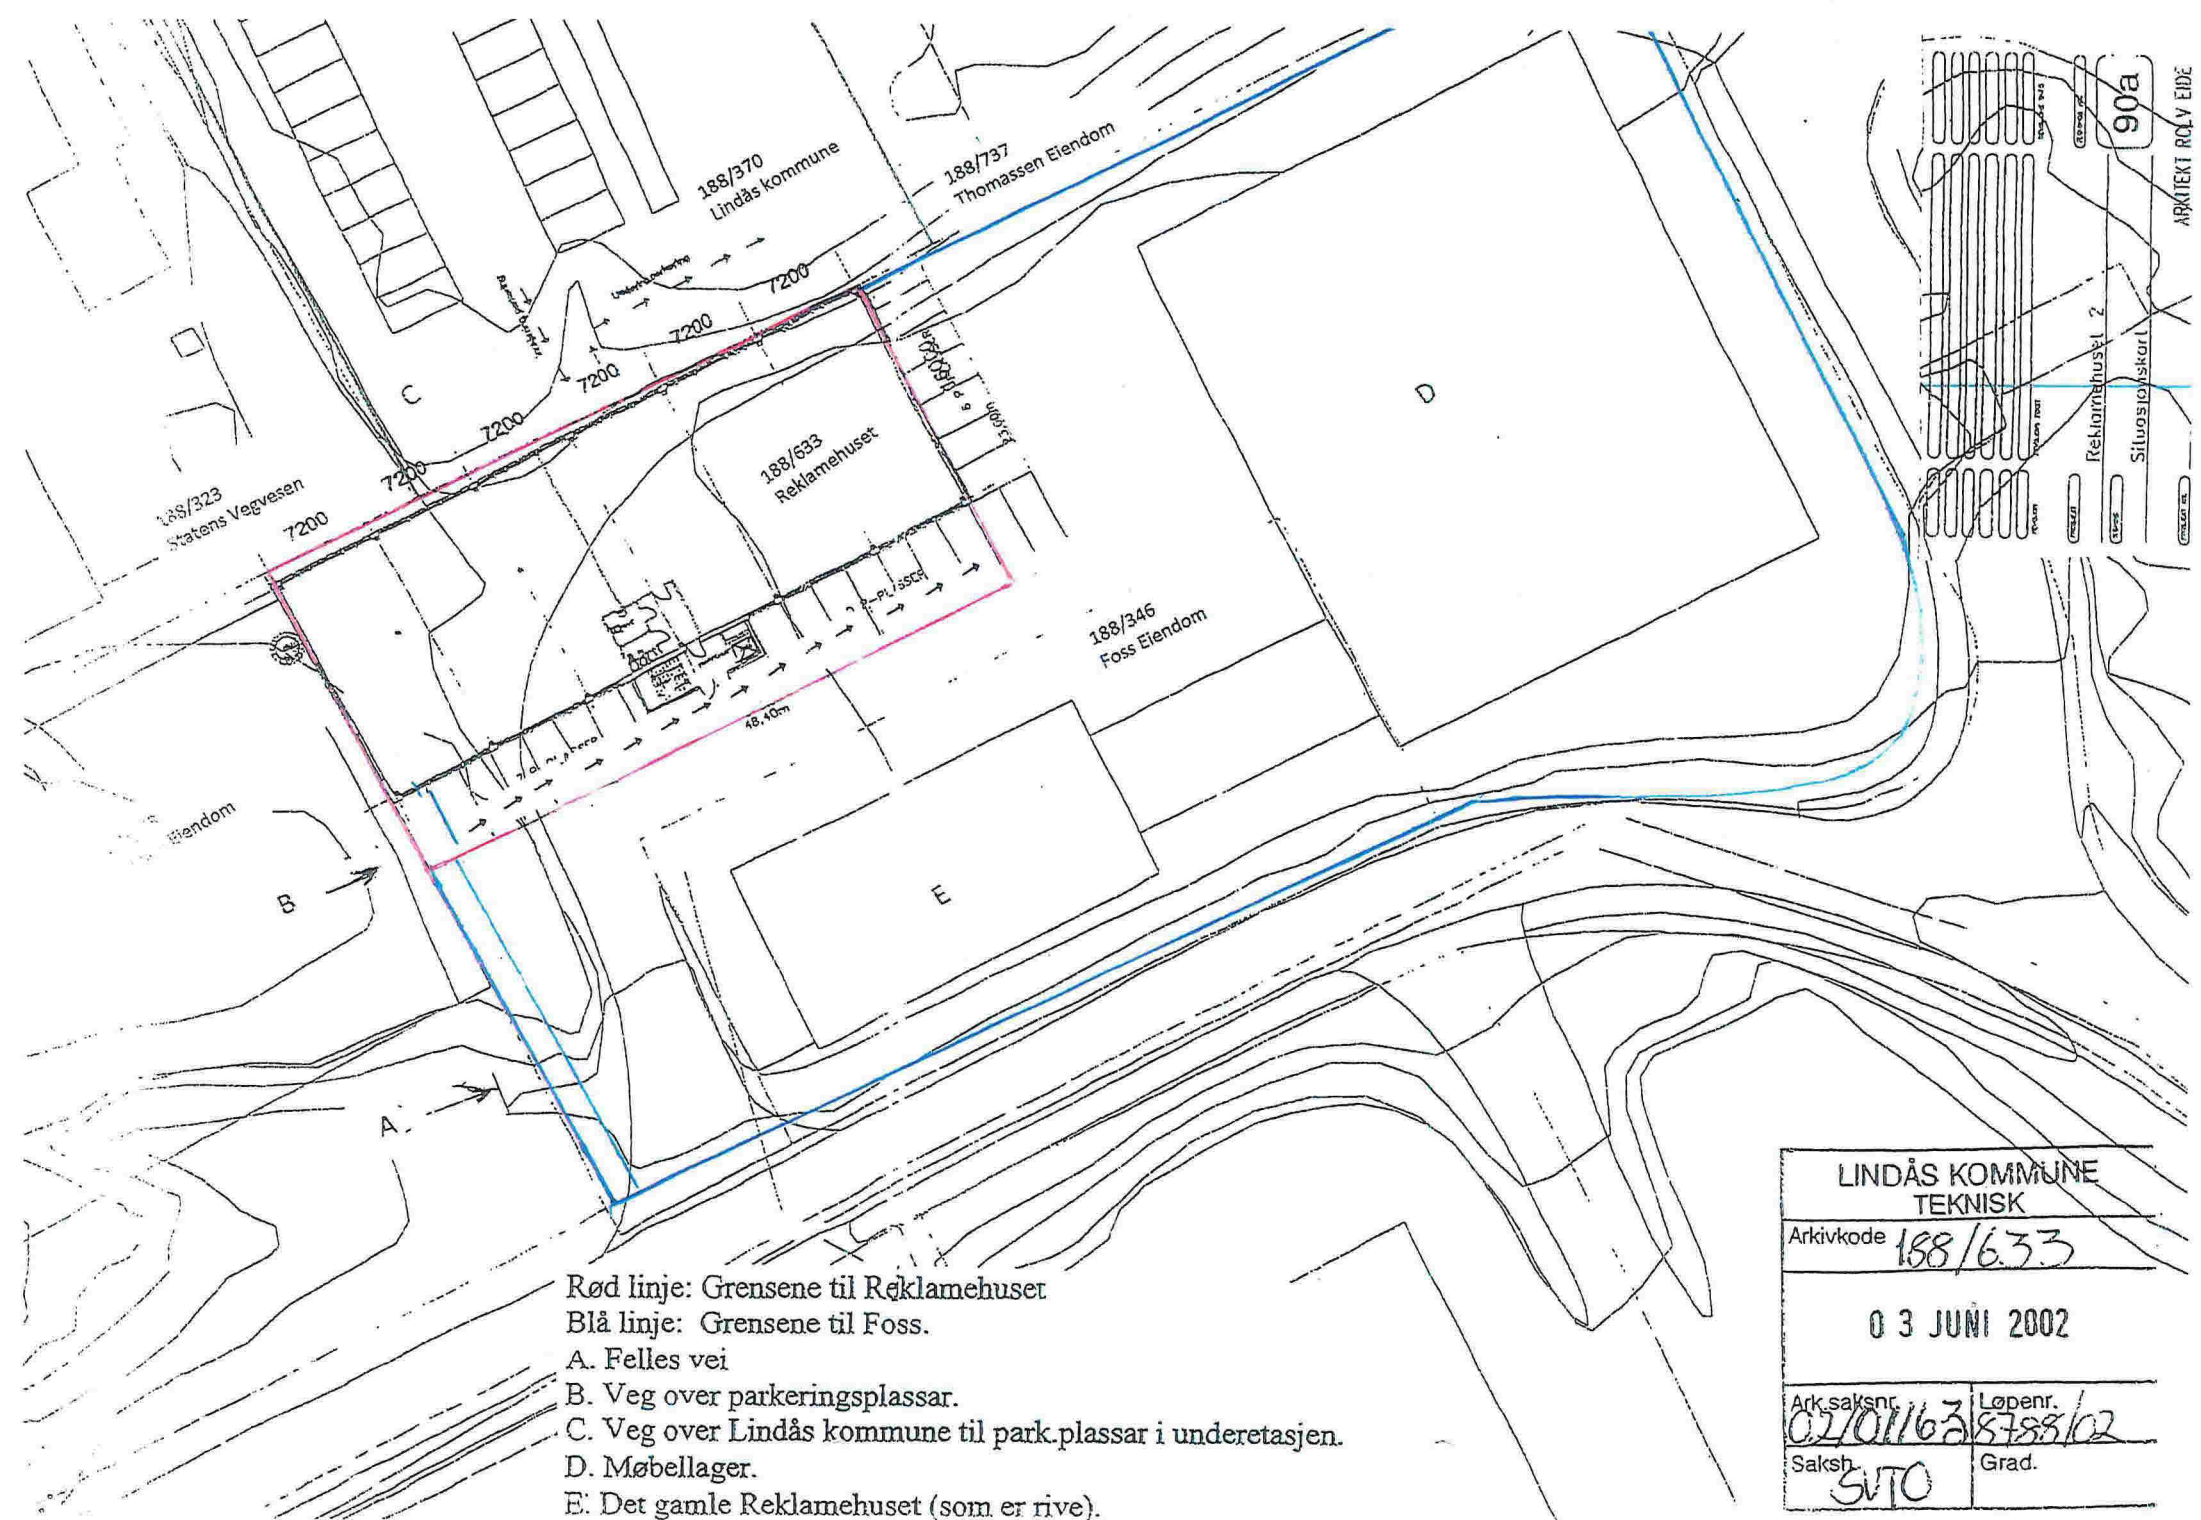 188/370
Lindås kommune
188/737
Thomassen Eiendom
90a
ARKITEKT ROLV EIDE
Reklamehuset 2
Situasjonskart
7200
7200
7200
7200
7200
7200
C
D
188/633
Reklamehuset
188/323
Statens Vegvesen
188/346
Foss Eiendom
48.40m
Eiendom
B
E
A
Rød linje: Grensene til Reklamehuset
Blå linje: Grensene til Foss.
A. Felles vei
B. Veg over parkeringsplassar.
C. Veg over Lindås kommune til park.plassar i underetasjen.
D. Møbellager.
E. Det gamle Reklamehuset (som er rive).
LINDÅS KOMMUNE
TEKNISK
Arkivkode 188/633
03 JUNI 2002
Ark.saksnr. Løpenr.
02/01163 8788/02
Saksh. Grad.
SVTO